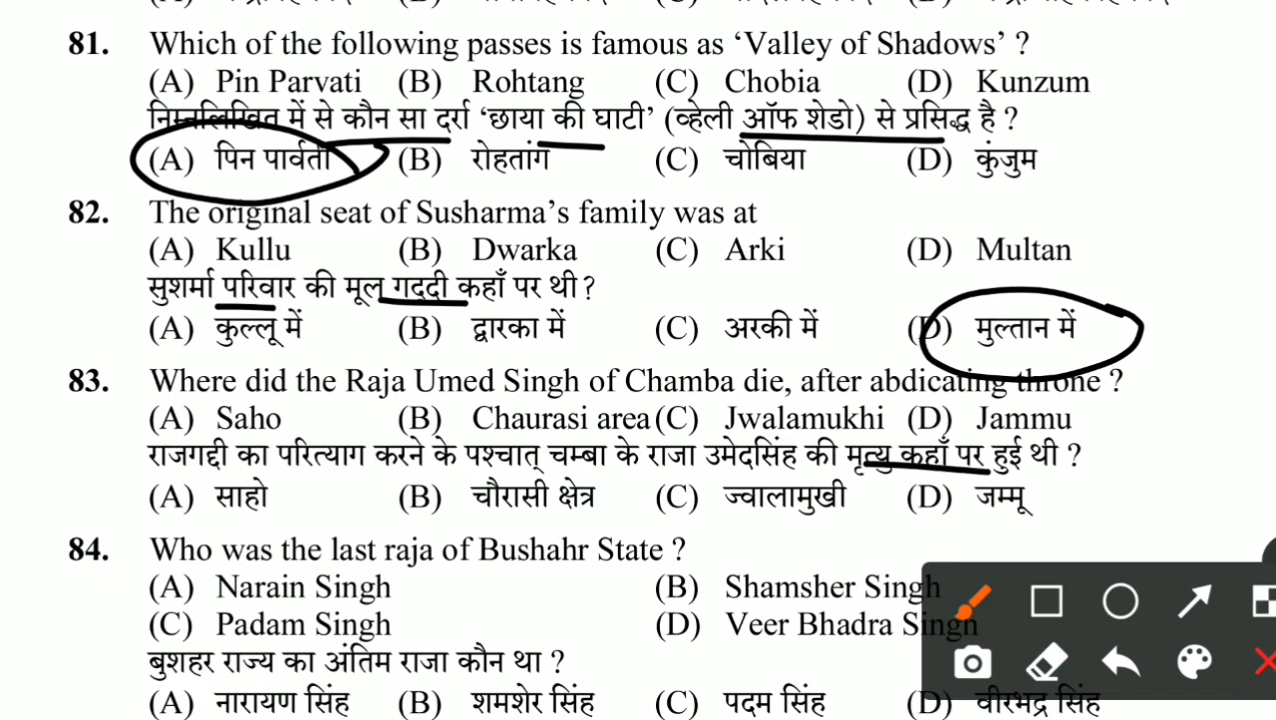 81. Which of the following passes is famous as ‘Valley of Shadows’ ?
(A) Pin Parvati (B) Rohtang (C) Chobia (D) Kunzum
निम्नलिखित में से कौन सा दर्रा ‘छाया की घाटी’ (व्हेली ऑफ शेडो) से प्रसिद्ध है ?
(A) पिन पार्वती (B) रोहतांग (C) चोबिया (D) कुंजुम
82. The original seat of Susharma’s family was at
(A) Kullu (B) Dwarka (C) Arki (D) Multan
सुशर्मा परिवार की मूल गद्दी कहाँ पर थी ?
(A) कुल्लू में (B) द्वारका में (C) अरकी में (D) मुल्तान में
83. Where did the Raja Umed Singh of Chamba die, after abdicating throne ?
(A) Saho (B) Chaurasi area (C) Jwalamukhi (D) Jammu
राजगद्दी का परित्याग करने के पश्चात् चम्बा के राजा उमेदसिंह की मृत्यु कहाँ पर हुई थी ?
(A) साहो (B) चौरासी क्षेत्र (C) ज्वालामुखी (D) जम्मू
84. Who was the last raja of Bushahr State ?
(A) Narain Singh (B) Shamsher Singh
(C) Padam Singh (D) Veer Bhadra Singh
बुशहर राज्य का अंतिम राजा कौन था ?
(A) नारायण सिंह (B) शमशेर सिंह (C) पदम सिंह (D) वीरभद्र सिंह